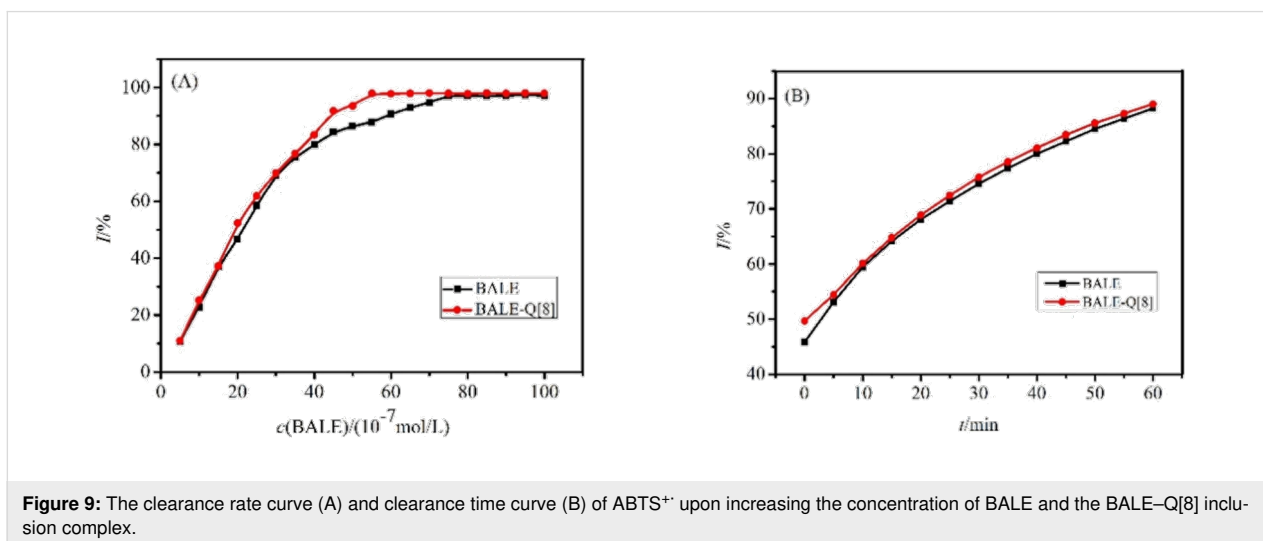 (A)
I/%
100
80
60
40
20
0
BALE
BALE-Q[8]
0 20 40 60 80 100
c(BALE)/(10⁻⁷mol/L)
(B)
I/%
90
80
70
60
50
40
BALE
BALE-Q[8]
0 10 20 30 40 50 60
t/min
Figure 9: The clearance rate curve (A) and clearance time curve (B) of ABTS⁺˙ upon increasing the concentration of BALE and the BALE–Q[8] inclu-
sion complex.